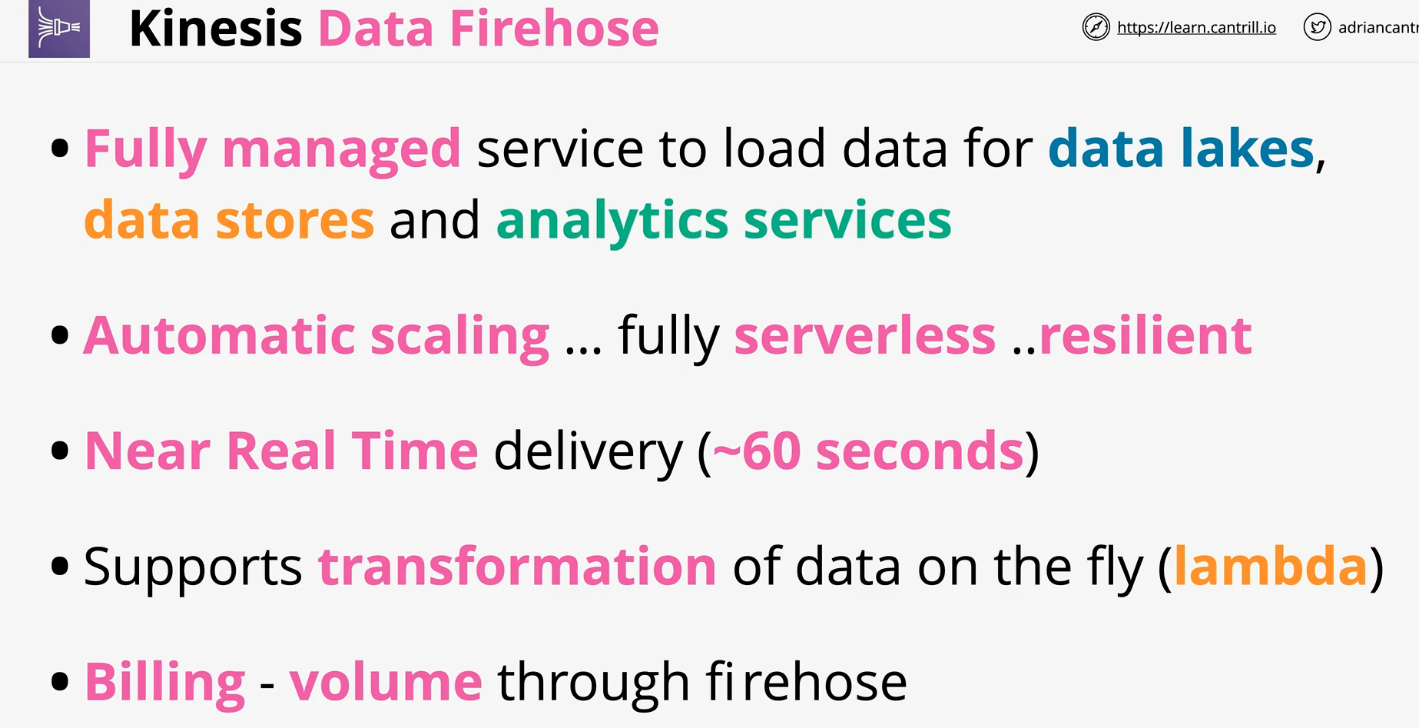 Kinesis Data Firehose
https://learn.cantrill.io
• Fully managed service to load data for data lakes,
data stores and analytics services
• Automatic scaling ... fully serverless ..resilient
• Near Real Time delivery (~60 seconds)
• Supports transformation of data on the fly (lambda)
• Billing - volume through firehose